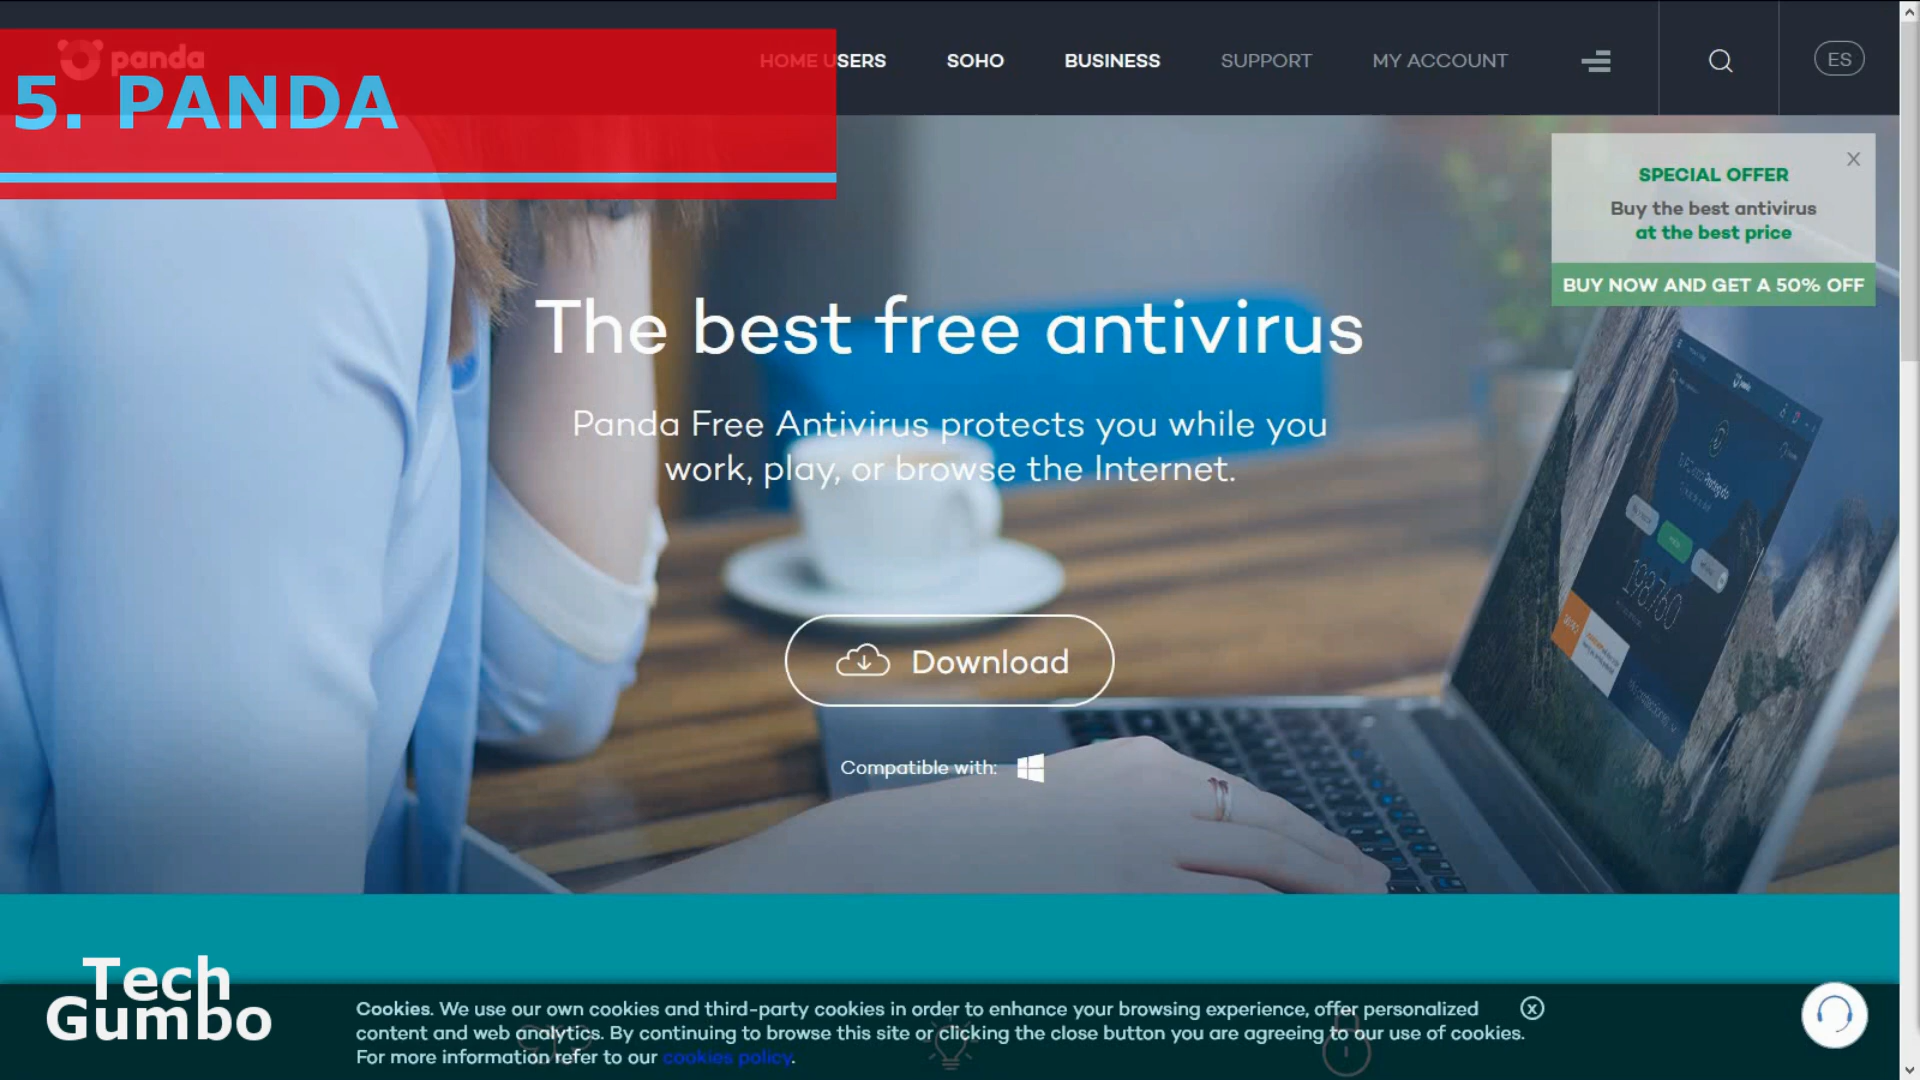 panda
HOME USERS
SOHO
BUSINESS
SUPPORT
MY ACCOUNT
ES
5. PANDA
SPECIAL OFFER
Buy the best antivirus
at the best price
BUY NOW AND GET A 50% OFF
The best free antivirus
Panda Free Antivirus protects you while you
work, play, or browse the Internet.
198.760
Download
Compatible with:
Tech
Gumbo
Cookies. We use our own cookies and third-party cookies in order to enhance your browsing experience, offer personalized
content and web analytics. By continuing to browse this site or clicking the close button you are agreeing to our use of cookies.
For more information refer to our cookies policy.